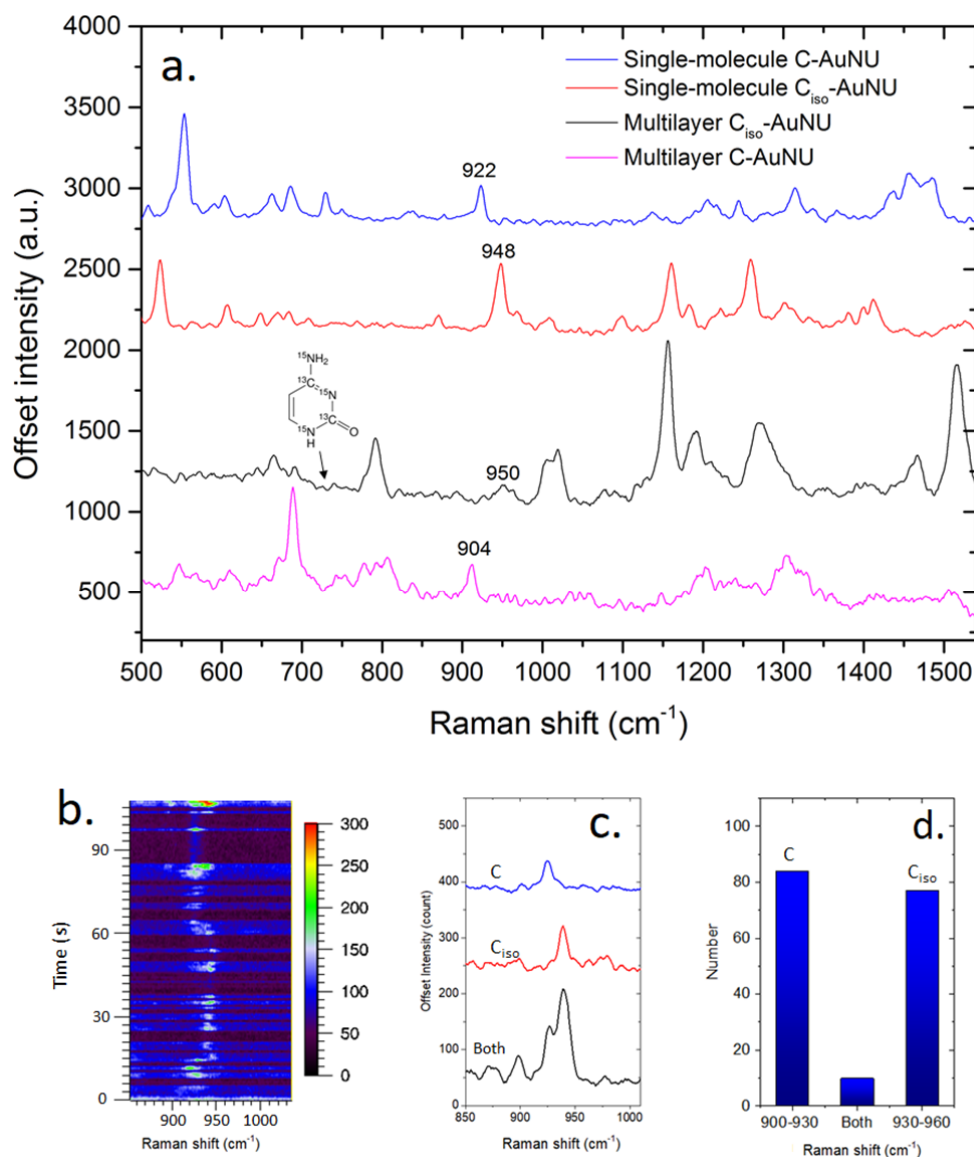 a.
Single-molecule C-AuNU
Single-molecule Ciso-AuNU
Multilayer Ciso-AuNU
Multilayer C-AuNU
4000
3500
3000
2500
2000
1500
1000
500
Offset intensity (a.u.)
922
948
950
904
15NH2
13C
15N
13C
O
15N
H
500 600 700 800 900 1000 1100 1200 1300 1400 1500
Raman shift (cm-1)
b.
90
60
30
0
Time (s)
900 950 1000
Raman shift (cm-1)
300
250
200
150
100
50
0
c.
500
400
300
200
100
0
Offset Intensity (count)
C
Ciso
Both
850 900 950 1000
Raman shift (cm-1)
d.
100
80
60
40
20
0
Number
C
Ciso
900-930 Both 930-960
Raman shift (cm-1)